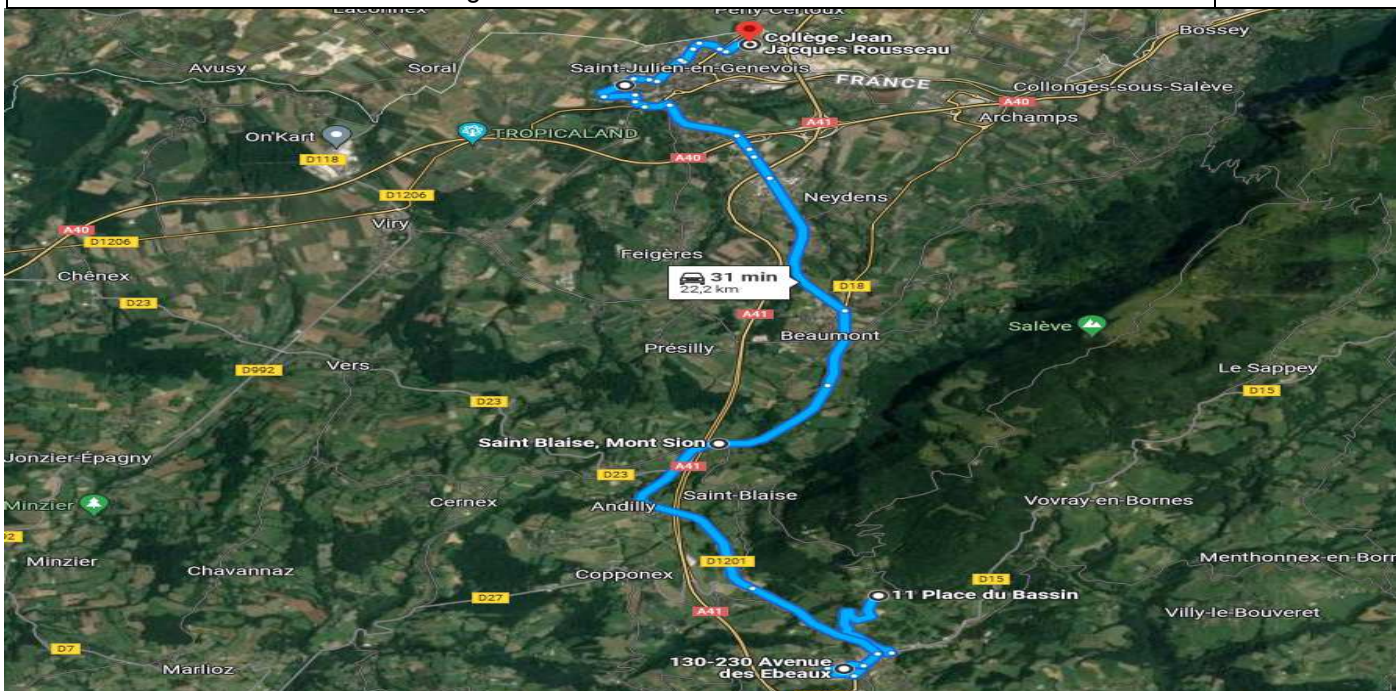 Perly-Certoux
Laconnex
Bossey
Collège Jean
Jacques Rousseau
Avusy
Soral
Saint-Julien-en-Genevois
FRANCE
Collonges-sous-Salève
A40
Archamps
A41
On'Kart
TROPICALAND
D118
A40
D1206
Neydens
Viry
A40
D1206
Feigères
Chênex
31 min
22,2 km
D18
D23
A41
Salève
Beaumont
Présilly
Vers
D992
Le Sappey
D15
D23
Saint Blaise, Mont Sion
Jonzier-Épagny
A41
D23
Saint-Blaise
Minzier
Cernex
Andilly
Vovray-en-Bornes
Minzier
D1201
Menthonnex-en-Born
Chavannaz
Copponex
D15
11 Place du Bassin
D27
A41
Villy-le-Bouveret
D7
Marlioz
130-230 Avenue
des Ebeaux